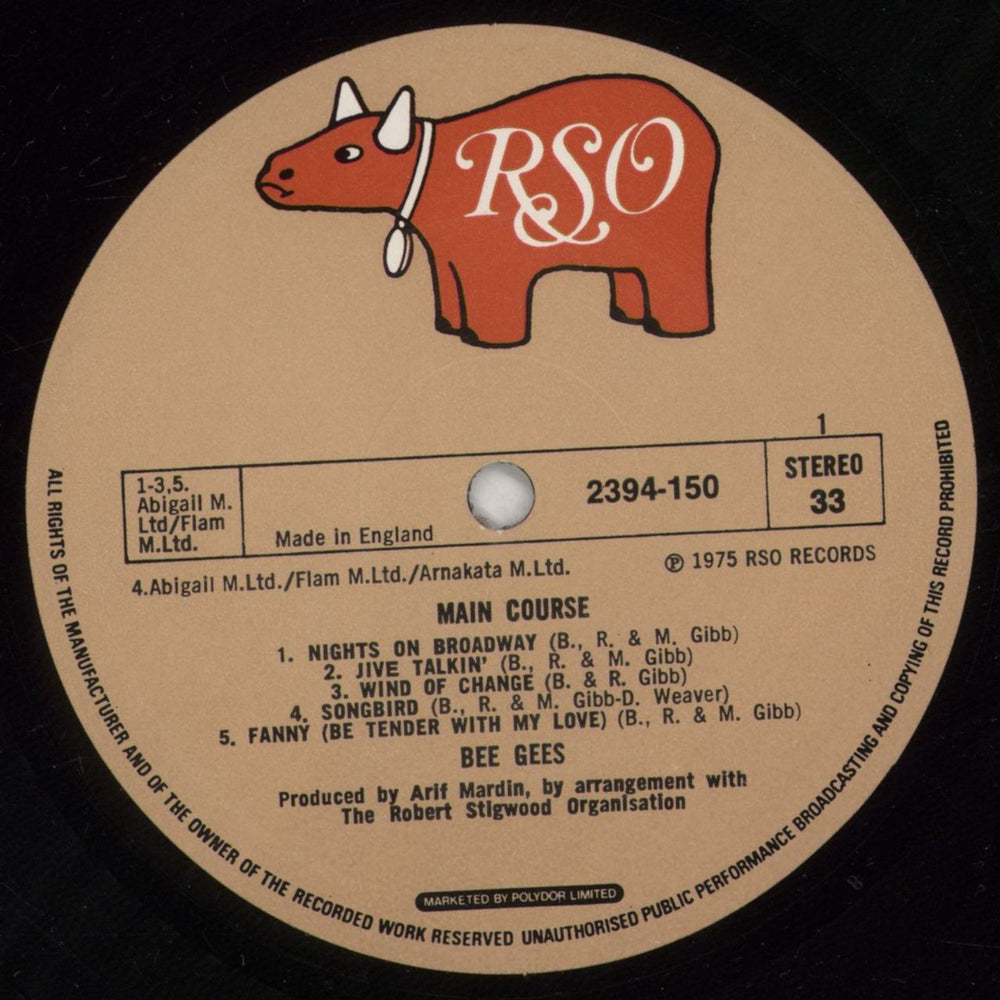 RSO
1
1-3,5.
Abigail M.
Ltd/Flam
M.Ltd.
Made in England
2394-150
STEREO
33
4.Abigail M.Ltd./Flam M.Ltd./Arnakata M.Ltd.
℗ 1975 RSO RECORDS
MAIN COURSE
1. NIGHTS ON BROADWAY (B., R. & M. Gibb)
2. JIVE TALKIN' (B., R. & M. Gibb)
3. WIND OF CHANGE (B. & R. Gibb)
4. SONGBIRD (B., R. & M. Gibb-D. Weaver)
5. FANNY (BE TENDER WITH MY LOVE) (B., R. & M. Gibb)
BEE GEES
Produced by Arif Mardin, by arrangement with
The Robert Stigwood Organisation
MARKETED BY POLYDOR LIMITED
ALL RIGHTS OF THE MANUFACTURER AND OF THE OWNER OF THE RECORDED WORK RESERVED UNAUTHORISED PUBLIC PERFORMANCE BROADCASTING AND COPYING OF THIS RECORD PROHIBITED